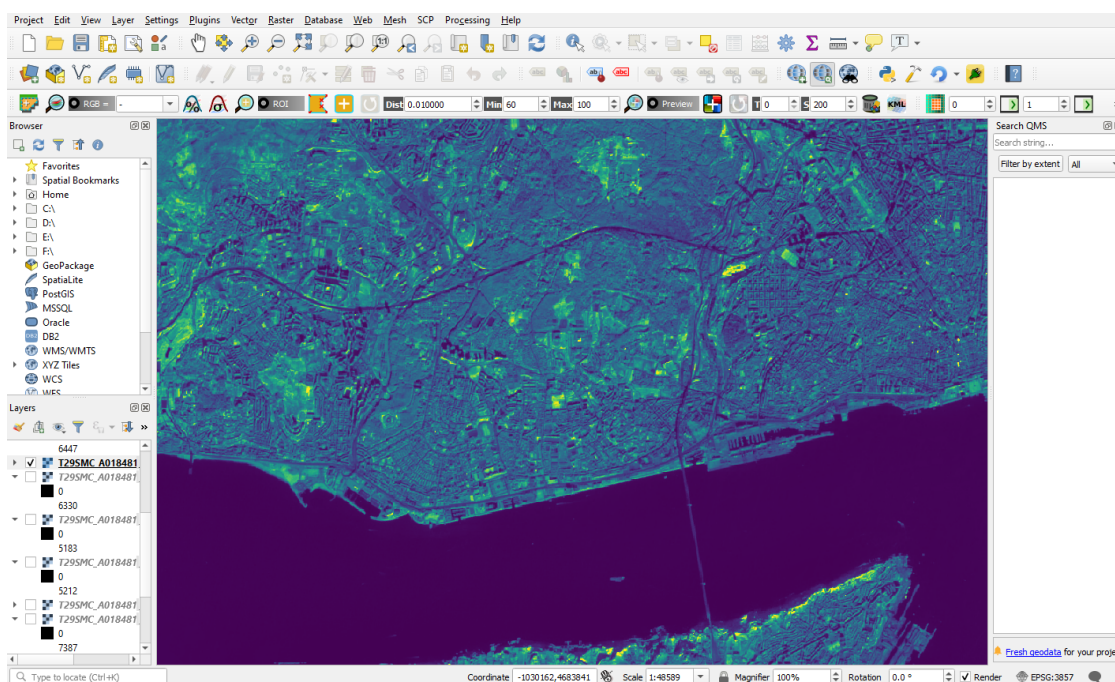 Project Edit View Layer Settings Plugins Vector Raster Database Web Mesh SCP Processing Help
RGB = - ROI Dist 0.010000 Min 60 Max 100 Preview T 0 S 200 KML 0 1
Browser
Favorites
Spatial Bookmarks
Home
C:\
D:\
E:\
F:\
GeoPackage
SpatiaLite
PostGIS
MSSQL
Oracle
DB2
WMS/WMTS
XYZ Tiles
WCS
WFS
Layers
6447
T29SMC_A018481
T29SMC_A018481
0
6330
T29SMC_A018481
0
5183
T29SMC_A018481
0
5212
T29SMC_A018481
T29SMC_A018481
0
7387
Search QMS
Search string...
Filter by extent All
Fresh geodata for your proje
Type to locate (Ctrl+K) Coordinate -1030162,4683841 Scale 1:48589 Magnifier 100% Rotation 0.0 ° Render EPSG:3857